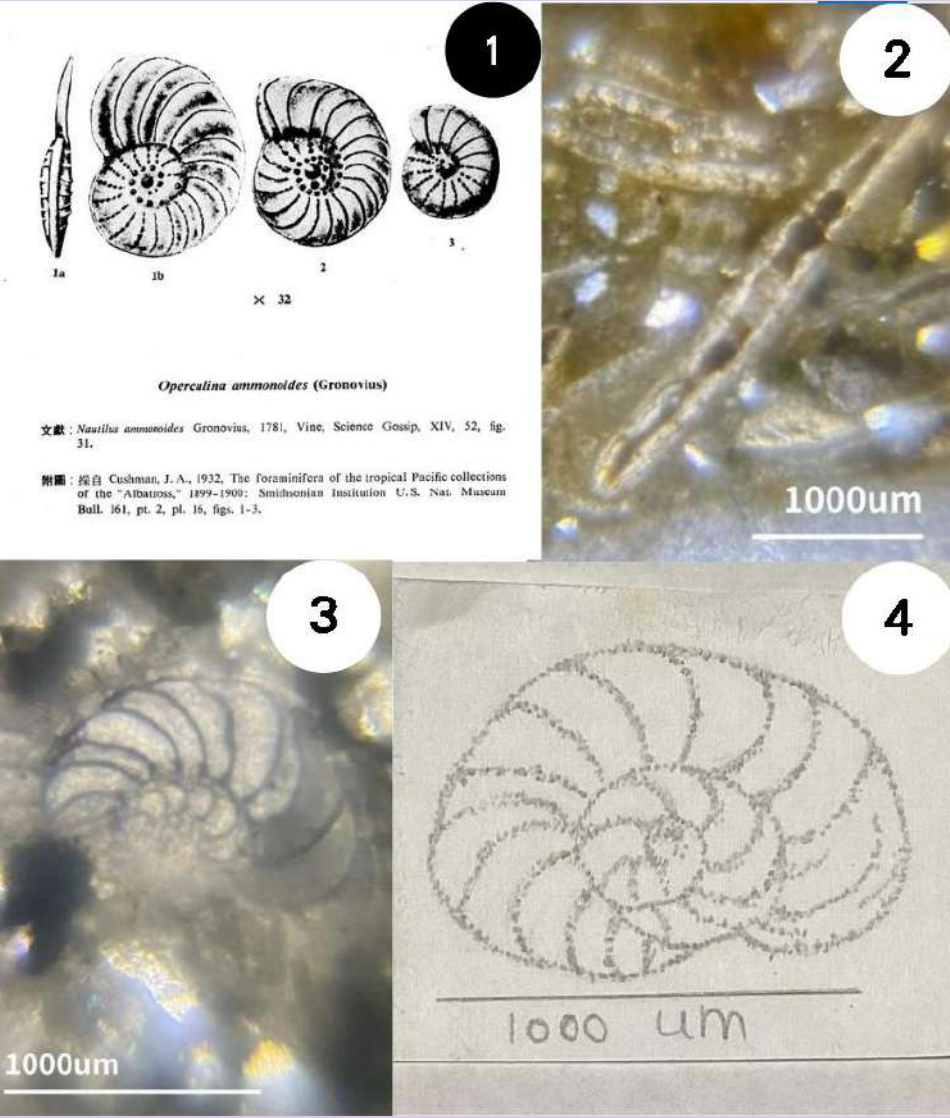 1
1a
1b
2
3
× 32
Operculina ammonoides (Gronovius)
文獻：Nautilus ammonoides Gronovius, 1781, Vine, Science Gossip, XIV, 52, fig.
31.
附圖：採自 Cushman, J. A., 1932, The foraminifera of the tropical Pacific collections
of the "Albatross," 1899-1900: Smithsonian Institution U.S. Nat. Museum
Bull. 161, pt. 2, pl. 16, figs. 1-3.
2
1000um
3
1000um
4
1000 um